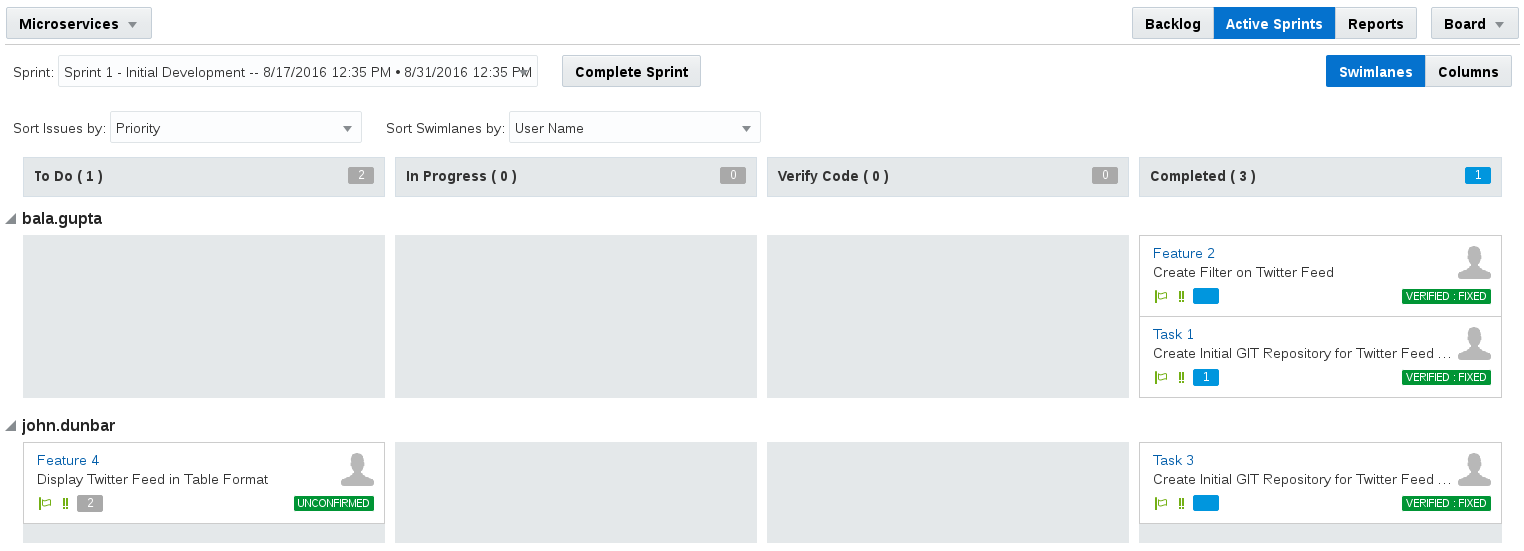 Microservices Backlog Active Sprints Reports Board
Sprint: Sprint 1 - Initial Development -- 8/17/2016 12:35 PM • 8/31/2016 12:35 PM Complete Sprint Swimlanes Columns
Sort Issues by: Priority Sort Swimlanes by: User Name
To Do ( 1 ) 2 In Progress ( 0 ) 0 Verify Code ( 0 ) 0 Completed ( 3 ) 1
bala.gupta
Feature 2
Create Filter on Twitter Feed
!! VERIFIED : FIXED
Task 1
Create Initial GIT Repository for Twitter Feed ...
!! 1 VERIFIED : FIXED
john.dunbar
Feature 4
Display Twitter Feed in Table Format
!! 2 UNCONFIRMED
Task 3
Create Initial GIT Repository for Twitter Feed ...
!! VERIFIED : FIXED